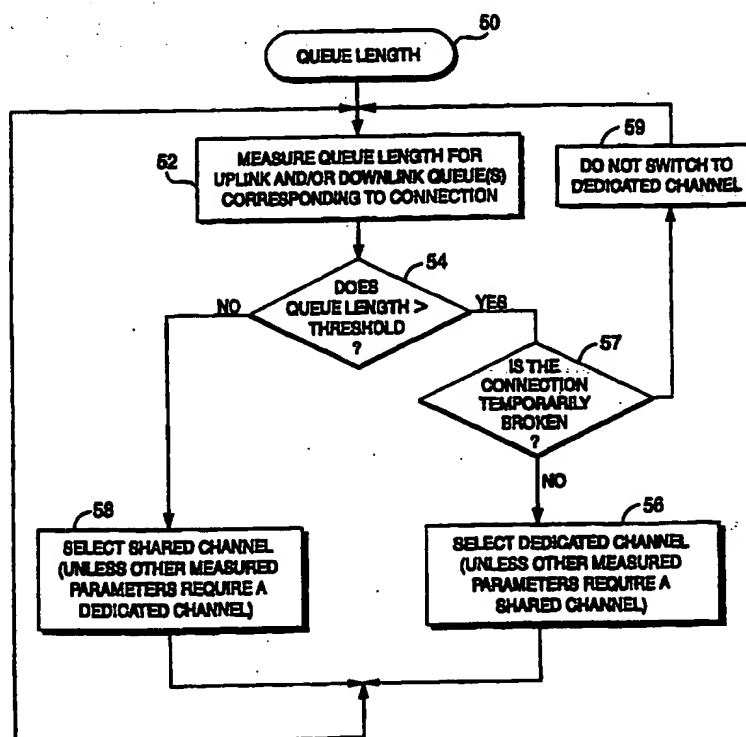 50
QUEUE LENGTH
59
52
MEASURE QUEUE LENGTH FOR
UPLINK AND/OR DOWNLINK QUEUE(S)
CORRESPONDING TO CONNECTION
DO NOT SWITCH TO
DEDICATED CHANNEL
54
DOES
QUEUE LENGTH >
THRESHOLD
?
NO
YES
57
IS THE
CONNECTION
TEMPORARILY
BROKEN
?
NO
58
SELECT SHARED CHANNEL
(UNLESS OTHER MEASURED
PARAMETERS REQUIRE A
DEDICATED CHANNEL)
56
SELECT DEDICATED CHANNEL
(UNLESS OTHER MEASURED
PARAMETERS REQUIRE A
SHARED CHANNEL)